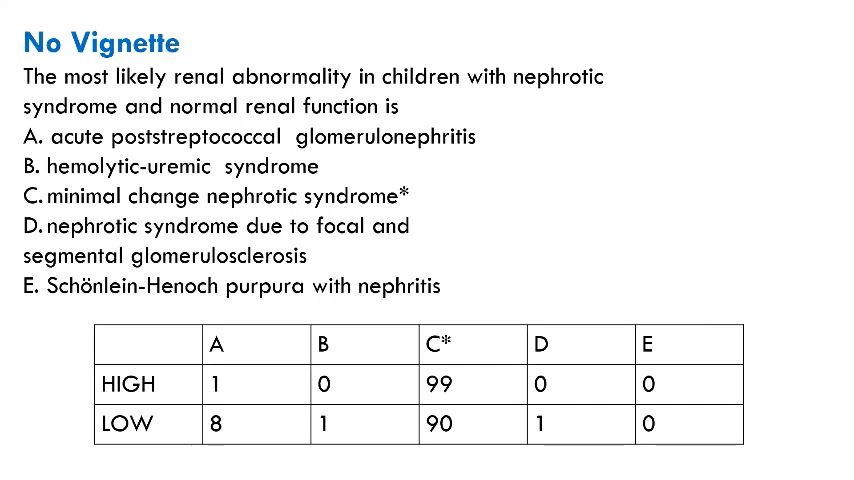 No Vignette
The most likely renal abnormality in children with nephrotic
syndrome and normal renal function is
A. acute poststreptococcal glomerulonephritis
B. hemolytic-uremic syndrome
C. minimal change nephrotic syndrome*
D. nephrotic syndrome due to focal and
segmental glomerulosclerosis
E. Schönlein-Henoch purpura with nephritis
A B C* D E
HIGH 1 0 99 0 0
LOW 8 1 90 1 0